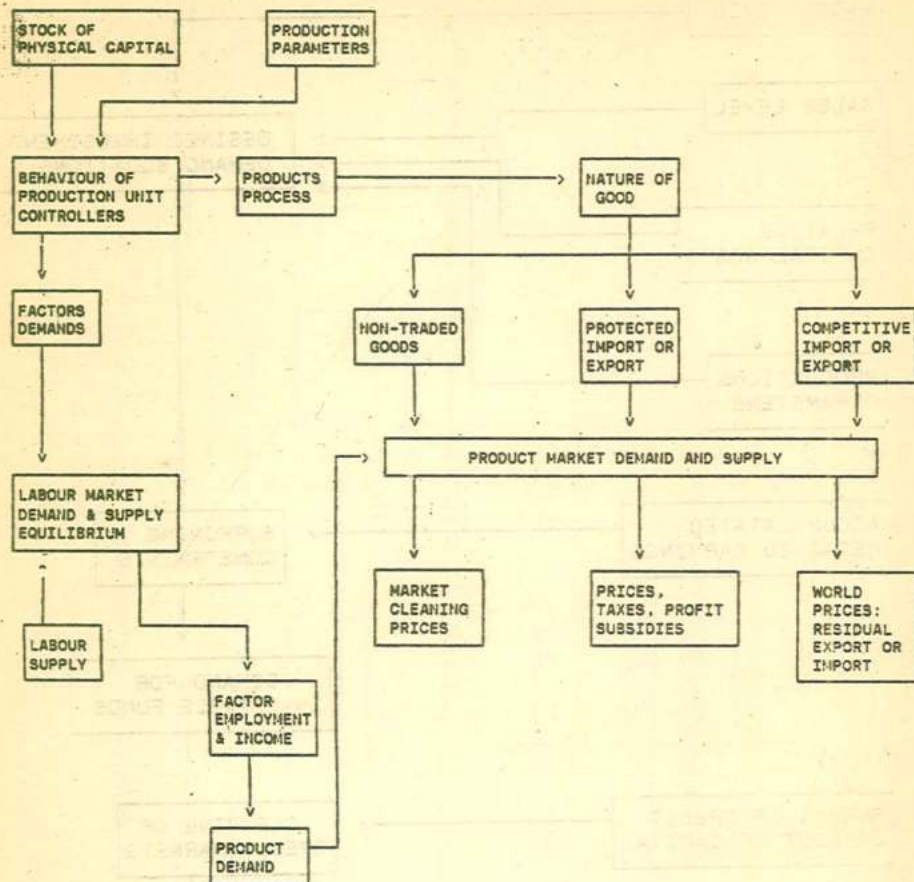 STOCK OF
PHYSICAL CAPITAL
PRODUCTION
PARAMETERS
BEHAVIOUR OF
PRODUCTION UNIT
CONTROLLERS
PRODUCTS
PROCESS
NATURE OF
GOOD
FACTORS
DEMANDS
NON-TRADED
GOODS
PROTECTED
IMPORT OR
EXPORT
COMPETITIVE
IMPORT OR
EXPORT
PRODUCT MARKET DEMAND AND SUPPLY
LABOUR MARKET
DEMAND & SUPPLY
EQUILIBRIUM
MARKET
CLEANING
PRICES
PRICES,
TAXES, PROFIT
SUBSIDIES
WORLD
PRICES:
RESIDUAL
EXPORT OR
IMPORT
LABOUR
SUPPLY
FACTOR
EMPLOYMENT
& INCOME
PRODUCT
DEMAND